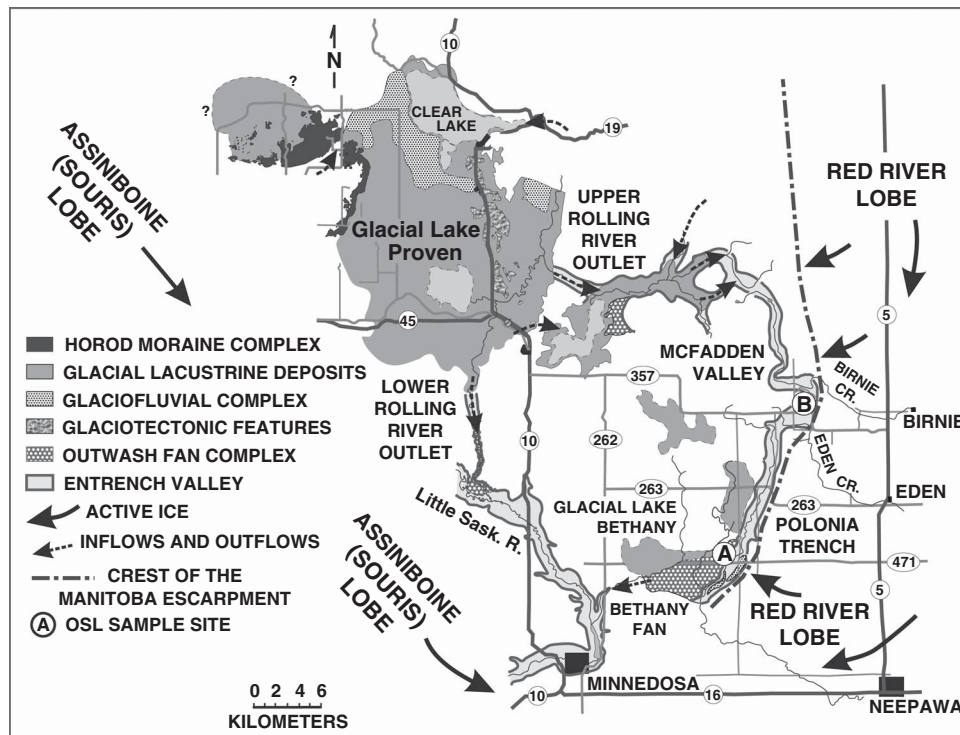 10
N
?
?
CLEAR
LAKE
19
ASSINIBOINE
(SOURIS)
LOBE
RED RIVER
LOBE
Glacial Lake
Proven
UPPER
ROLLING
RIVER
OUTLET
45
5
HOROD MORAINE COMPLEX
GLACIAL LACUSTRINE DEPOSITS
GLACIOFLUVIAL COMPLEX
GLACIOTECTONIC FEATURES
OUTWASH FAN COMPLEX
ENTRENCH VALLEY
ACTIVE ICE
INFLOWS AND OUTFLOWS
CREST OF THE
MANITOBA ESCARPMENT
A OSL SAMPLE SITE
LOWER
ROLLING
RIVER
OUTLET
MCFADDEN
VALLEY
357
BIRNIE
CR.
B
BIRNIE
10
262
EDEN
CR.
263
GLACIAL LAKE
BETHANY
263
EDEN
POLONIA
TRENCH
Little Sask. R.
A
471
ASSINIBOINE
(SOURIS)
LOBE
BETHANY
FAN
RED RIVER
LOBE
5
0 2 4 6
KILOMETERS
MINNEDOSA
10
16
NEEPAWA